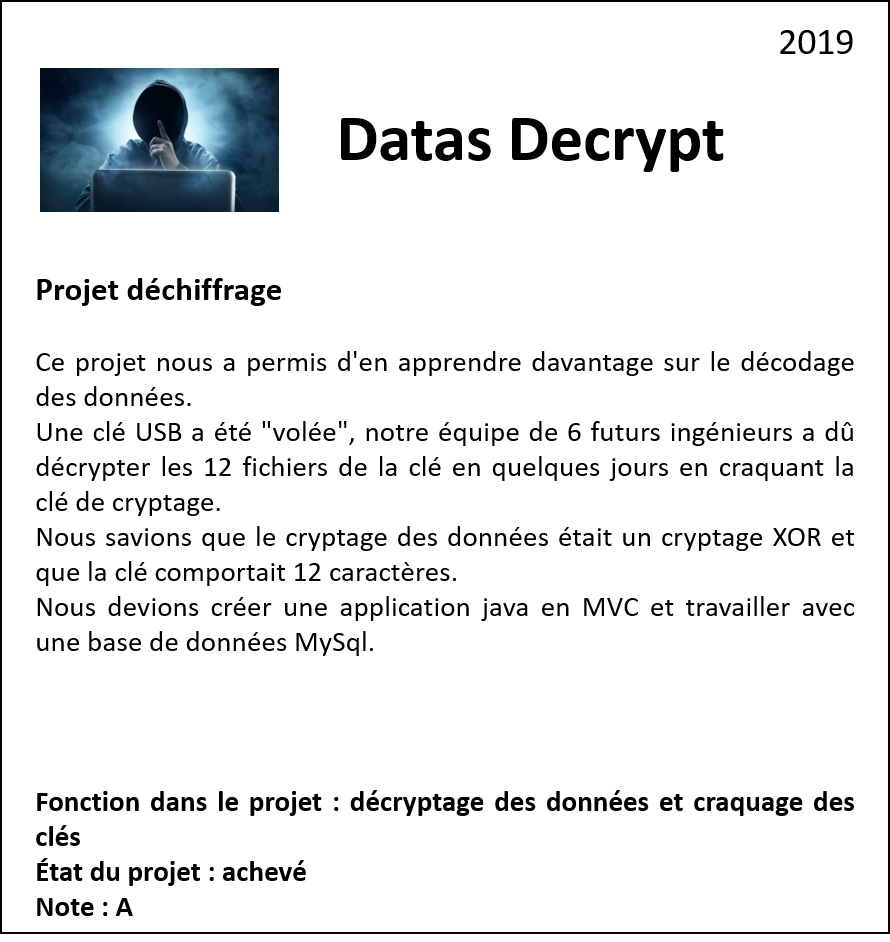 2019
Datas Decrypt
Projet déchiffrage
Ce projet nous a permis d'en apprendre davantage sur le décodage
des données.
Une clé USB a été "volée", notre équipe de 6 futurs ingénieurs a dû
décrypter les 12 fichiers de la clé en quelques jours en craquant la
clé de cryptage.
Nous savions que le cryptage des données était un cryptage XOR et
que la clé comportait 12 caractères.
Nous devions créer une application java en MVC et travailler avec
une base de données MySql.
Fonction dans le projet : décryptage des données et craquage des
clés
État du projet : achevé
Note : A